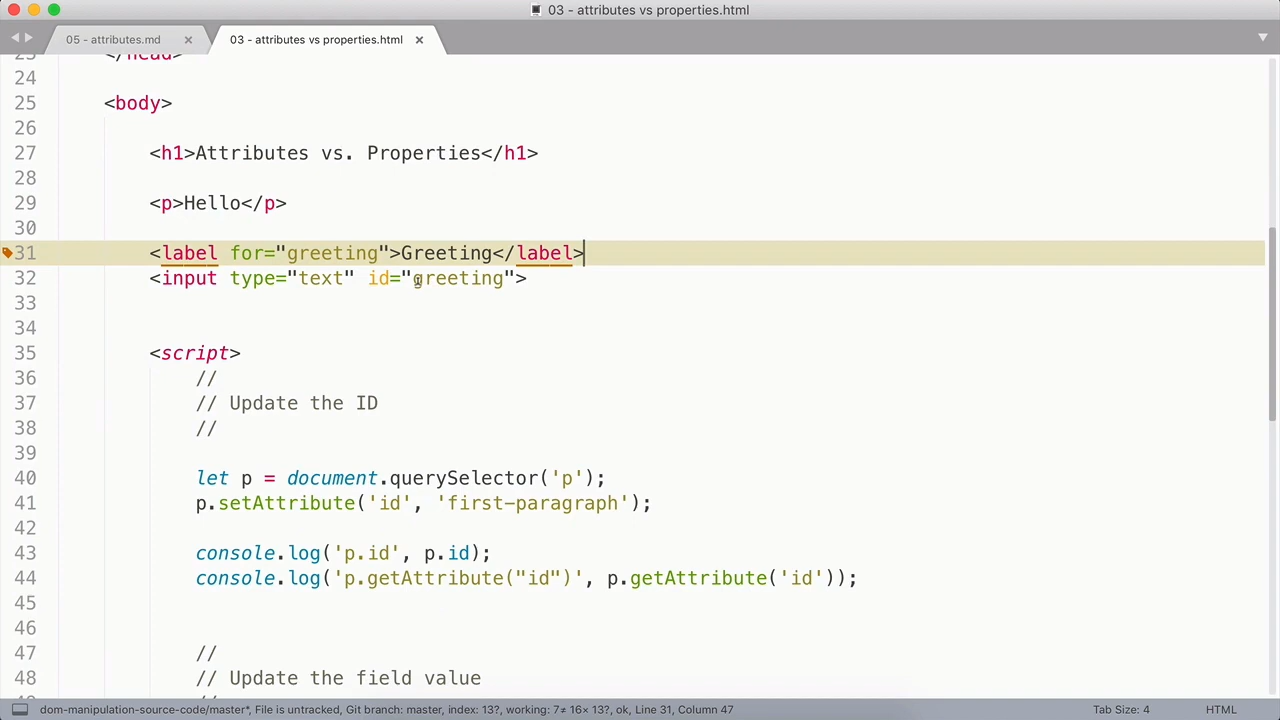 03 - attributes vs properties.html
05 - attributes.md
03 - attributes vs properties.html
23 </head>
24
25 <body>
26
27 <h1>Attributes vs. Properties</h1>
28
29 <p>Hello</p>
30
31 <label for="greeting">Greeting</label>
32 <input type="text" id="greeting">
33
34
35 <script>
36 //
37 // Update the ID
38 //
39
40 let p = document.querySelector('p');
41 p.setAttribute('id', 'first-paragraph');
42
43 console.log('p.id', p.id);
44 console.log('p.getAttribute("id")', p.getAttribute('id'));
45
46
47 //
48 // Update the field value
49 //
dom-manipulation-source-code/master*, File is untracked, Git branch: master, index: 13?, working: 7≠ 16× 13?, ok, Line 31, Column 47
Tab Size: 4
HTML